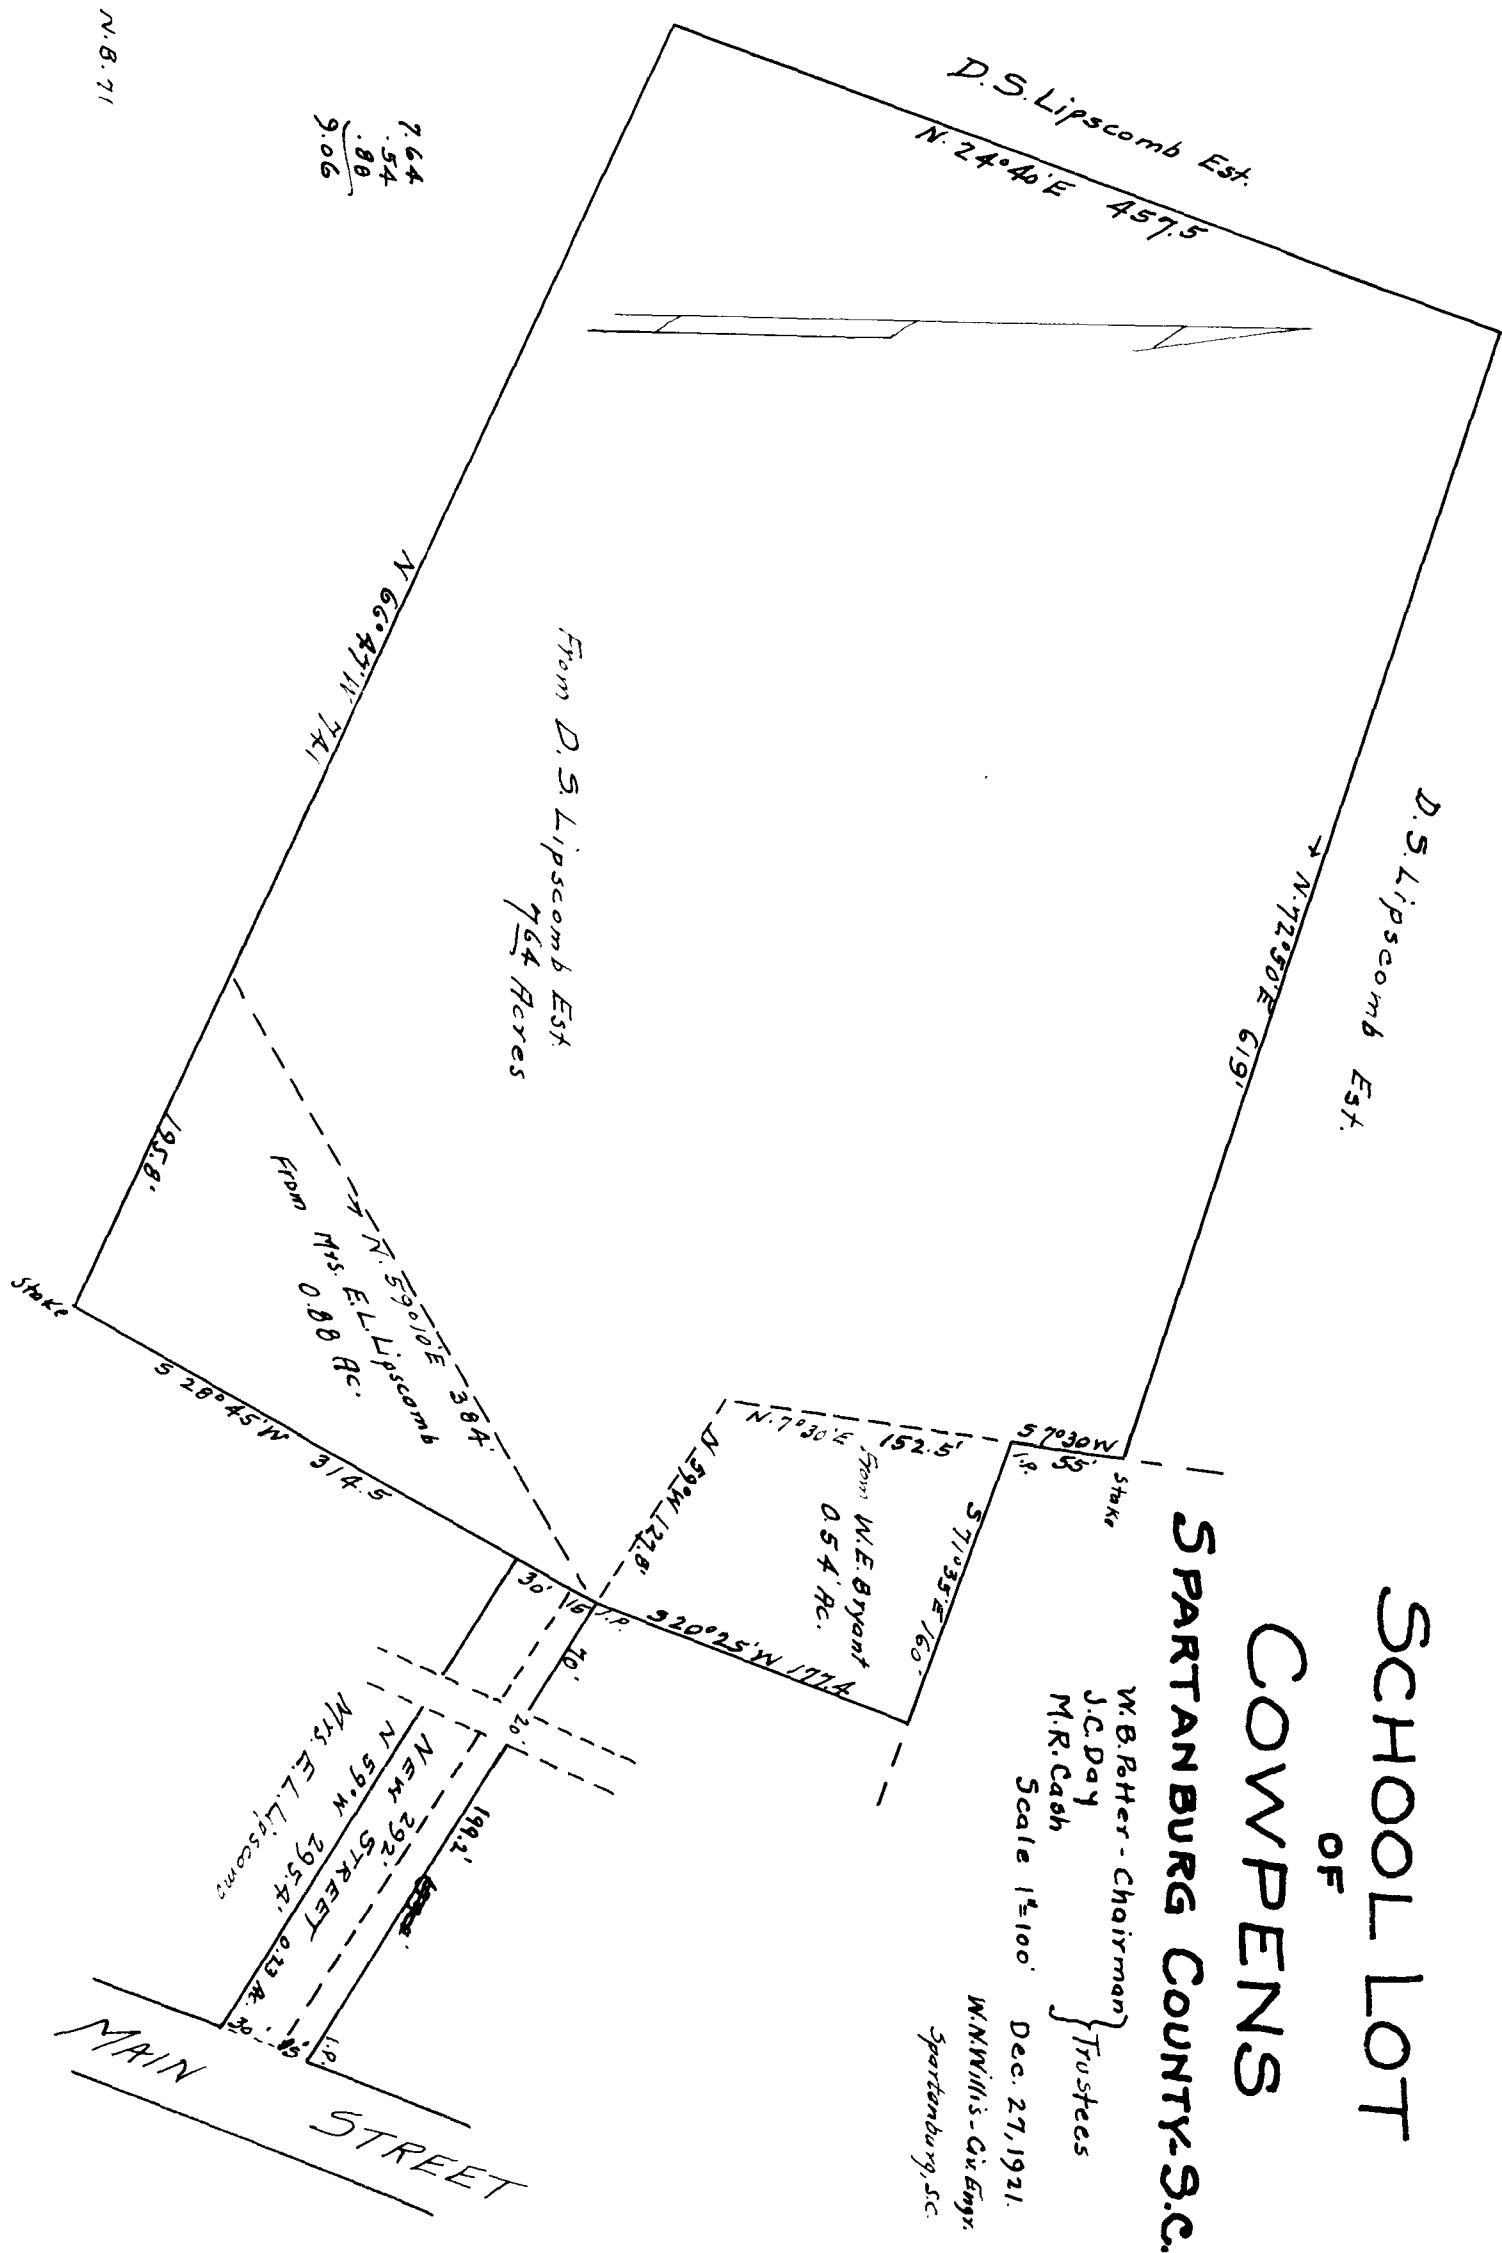 SCHOOL LOT
OF
COWPENS
SPARTANBURG COUNTY-S.C.
W.B. Potter - Chairman
J.C. Day
M.R. Cash
} Trustees
Scale 1"=100' Dec. 27, 1921.
W.N. Willis - Civ. Engr.
Spartanburg, S.C.
D.S. Lipscomb Est.
N. 24°40'E 457.5
D.S. Lipscomb Est.
N. 72°50'E 619'
Stake
S 7°30 W
55'
I.P.
S 71°35'E 160'
S 20°25'W 177.4
N. 7°30'E 152.5'
From W.E. Bryant
0.54 Ac.
N 59°W 127.8'
From D.S. Lipscomb Est.
7.64 Acres
N 66°47'W 741
195.8'
N. 59°10'E 384'
From Mrs. E.L. Lipscomb
0.88 Ac.
Stake
S 28°45'W 314.5
30'
15
I.P.
70'
20'
199.2'
NEW STREET
292'
N 59°W 295.4' 0.23 Ac.
Mrs. E.L. Lipscomb
30'
15'
I.P.
MAIN STREET
7.64
.54
.88
9.06
N.B. 71